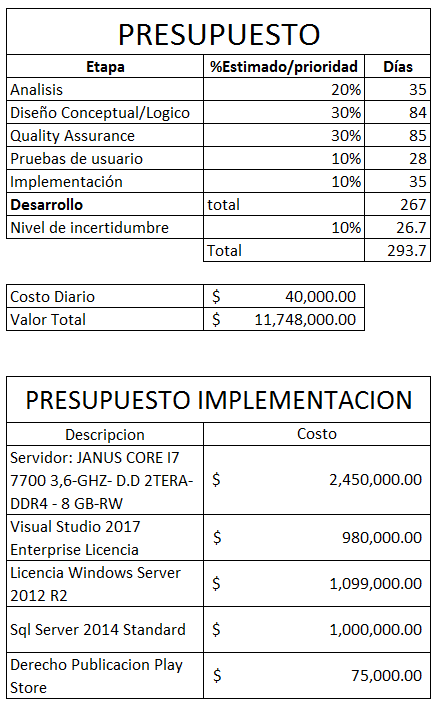 PRESUPUESTO
Etapa %Estimado/prioridad Días
Analisis 20% 35
Diseño Conceptual/Logico 30% 84
Quality Assurance 30% 85
Pruebas de usuario 10% 28
Implementación 10% 35
Desarrollo total 267
Nivel de incertidumbre 10% 26.7
Total 293.7
Costo Diario $ 40,000.00
Valor Total $ 11,748,000.00
PRESUPUESTO IMPLEMENTACION
Descripcion Costo
Servidor: JANUS CORE I7
7700 3,6-GHZ- D.D 2TERA- $ 2,450,000.00
DDR4 - 8 GB-RW
Visual Studio 2017
Enterprise Licencia $ 980,000.00
Licencia Windows Server
2012 R2 $ 1,099,000.00
Sql Server 2014 Standard $ 1,000,000.00
Derecho Publicacion Play
Store $ 75,000.00